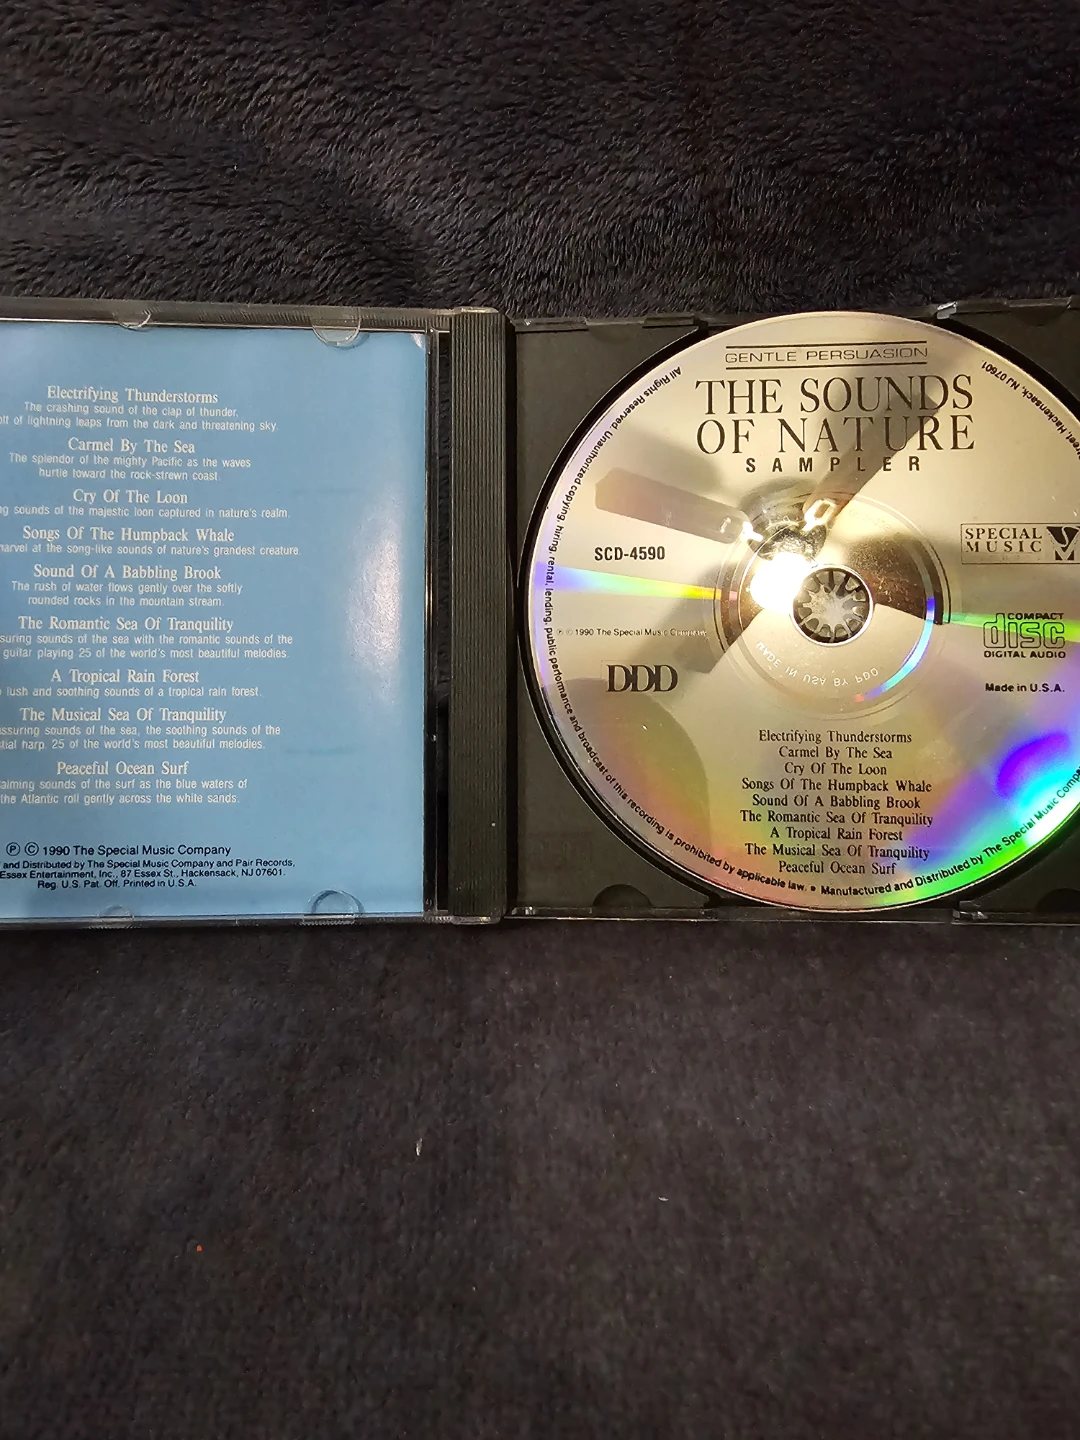 Electrifying Thunderstorms
The crashing sound of the clap of thunder.
of lightning leaps from the dark and threatening sky.
Carmel By The Sea
The splendor of the mighty Pacific as the waves
hurtle toward the rock-strewn coast.
Cry Of The Loon
sounds of the majestic loon captured in nature's realm.
Songs Of The Humpback Whale
marvel at the song-like sounds of nature's grandest creature.
Sound Of A Babbling Brook
The rush of water flows gently over the softly
rounded rocks in the mountain stream.
The Romantic Sea Of Tranquility
sounds of the sea with the romantic sounds of the
guitar playing 25 of the world's most beautiful melodies.
A Tropical Rain Forest
lush and soothing sounds of a tropical rain forest.
The Musical Sea Of Tranquility
sounds of the sea, the soothing sounds of the
harp. 25 of the world's most beautiful melodies.
Peaceful Ocean Surf
sounds of the surf as the blue waters of
the Atlantic roll gently across the white sands.
Ⓟ Ⓒ 1990 The Special Music Company
and Distributed by The Special Music Company and Pair Records,
Essex Entertainment, Inc., 87 Essex St., Hackensack, NJ 07601.
Reg. U.S. Pat. Off. Printed in U.S.A.
GENTLE PERSUASION
THE SOUNDS
OF NATURE
SAMPLER
SCD-4590
SPECIAL
MUSIC
Ⓟ Ⓒ 1990 The Special Music Company
COMPACT
disc
DIGITAL AUDIO
DDD
Made in U.S.A.
MADE IN USA BY PDO
Electrifying Thunderstorms
Carmel By The Sea
Cry Of The Loon
Songs Of The Humpback Whale
Sound Of A Babbling Brook
The Romantic Sea Of Tranquility
A Tropical Rain Forest
The Musical Sea Of Tranquility
Peaceful Ocean Surf
All Rights Reserved. Unauthorized copying, hiring, rental, lending, public performance and broadcast of this recording is prohibited by applicable law. • Manufactured and Distributed by The Special Music
Hackensack, NJ 07601